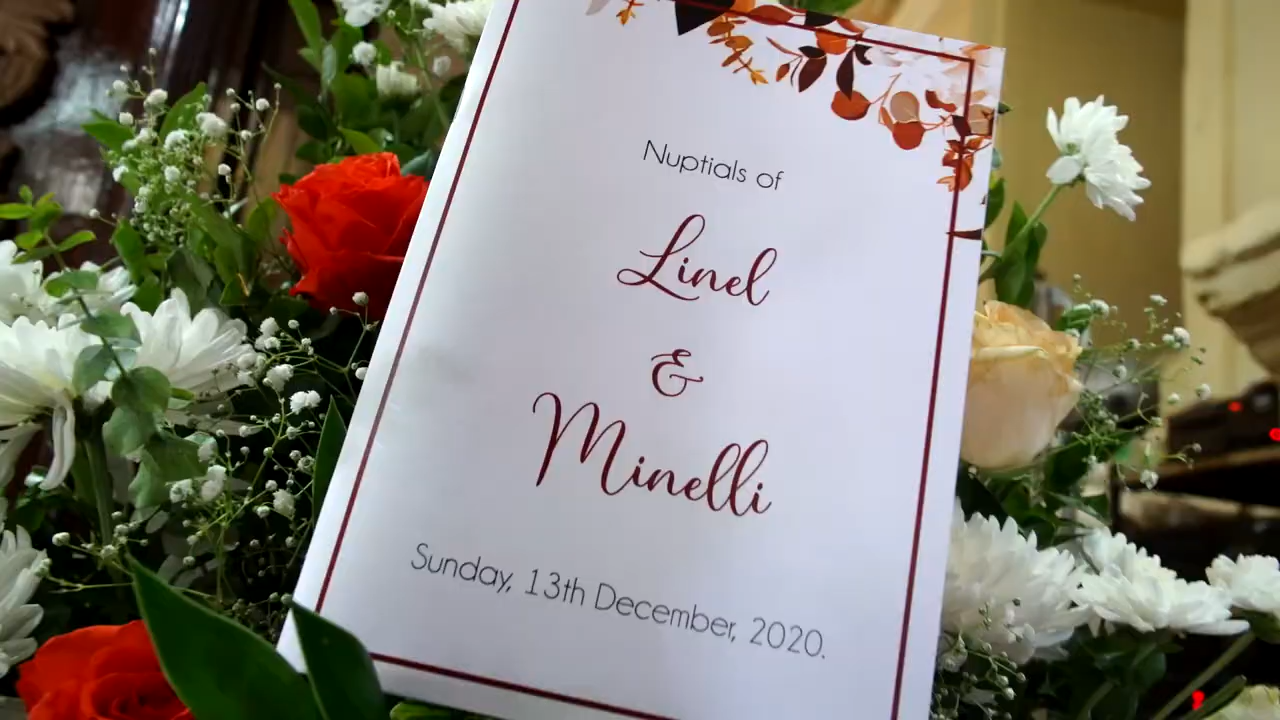 Nuptials of
Linel
&
Minelli
Sunday, 13th December, 2020.